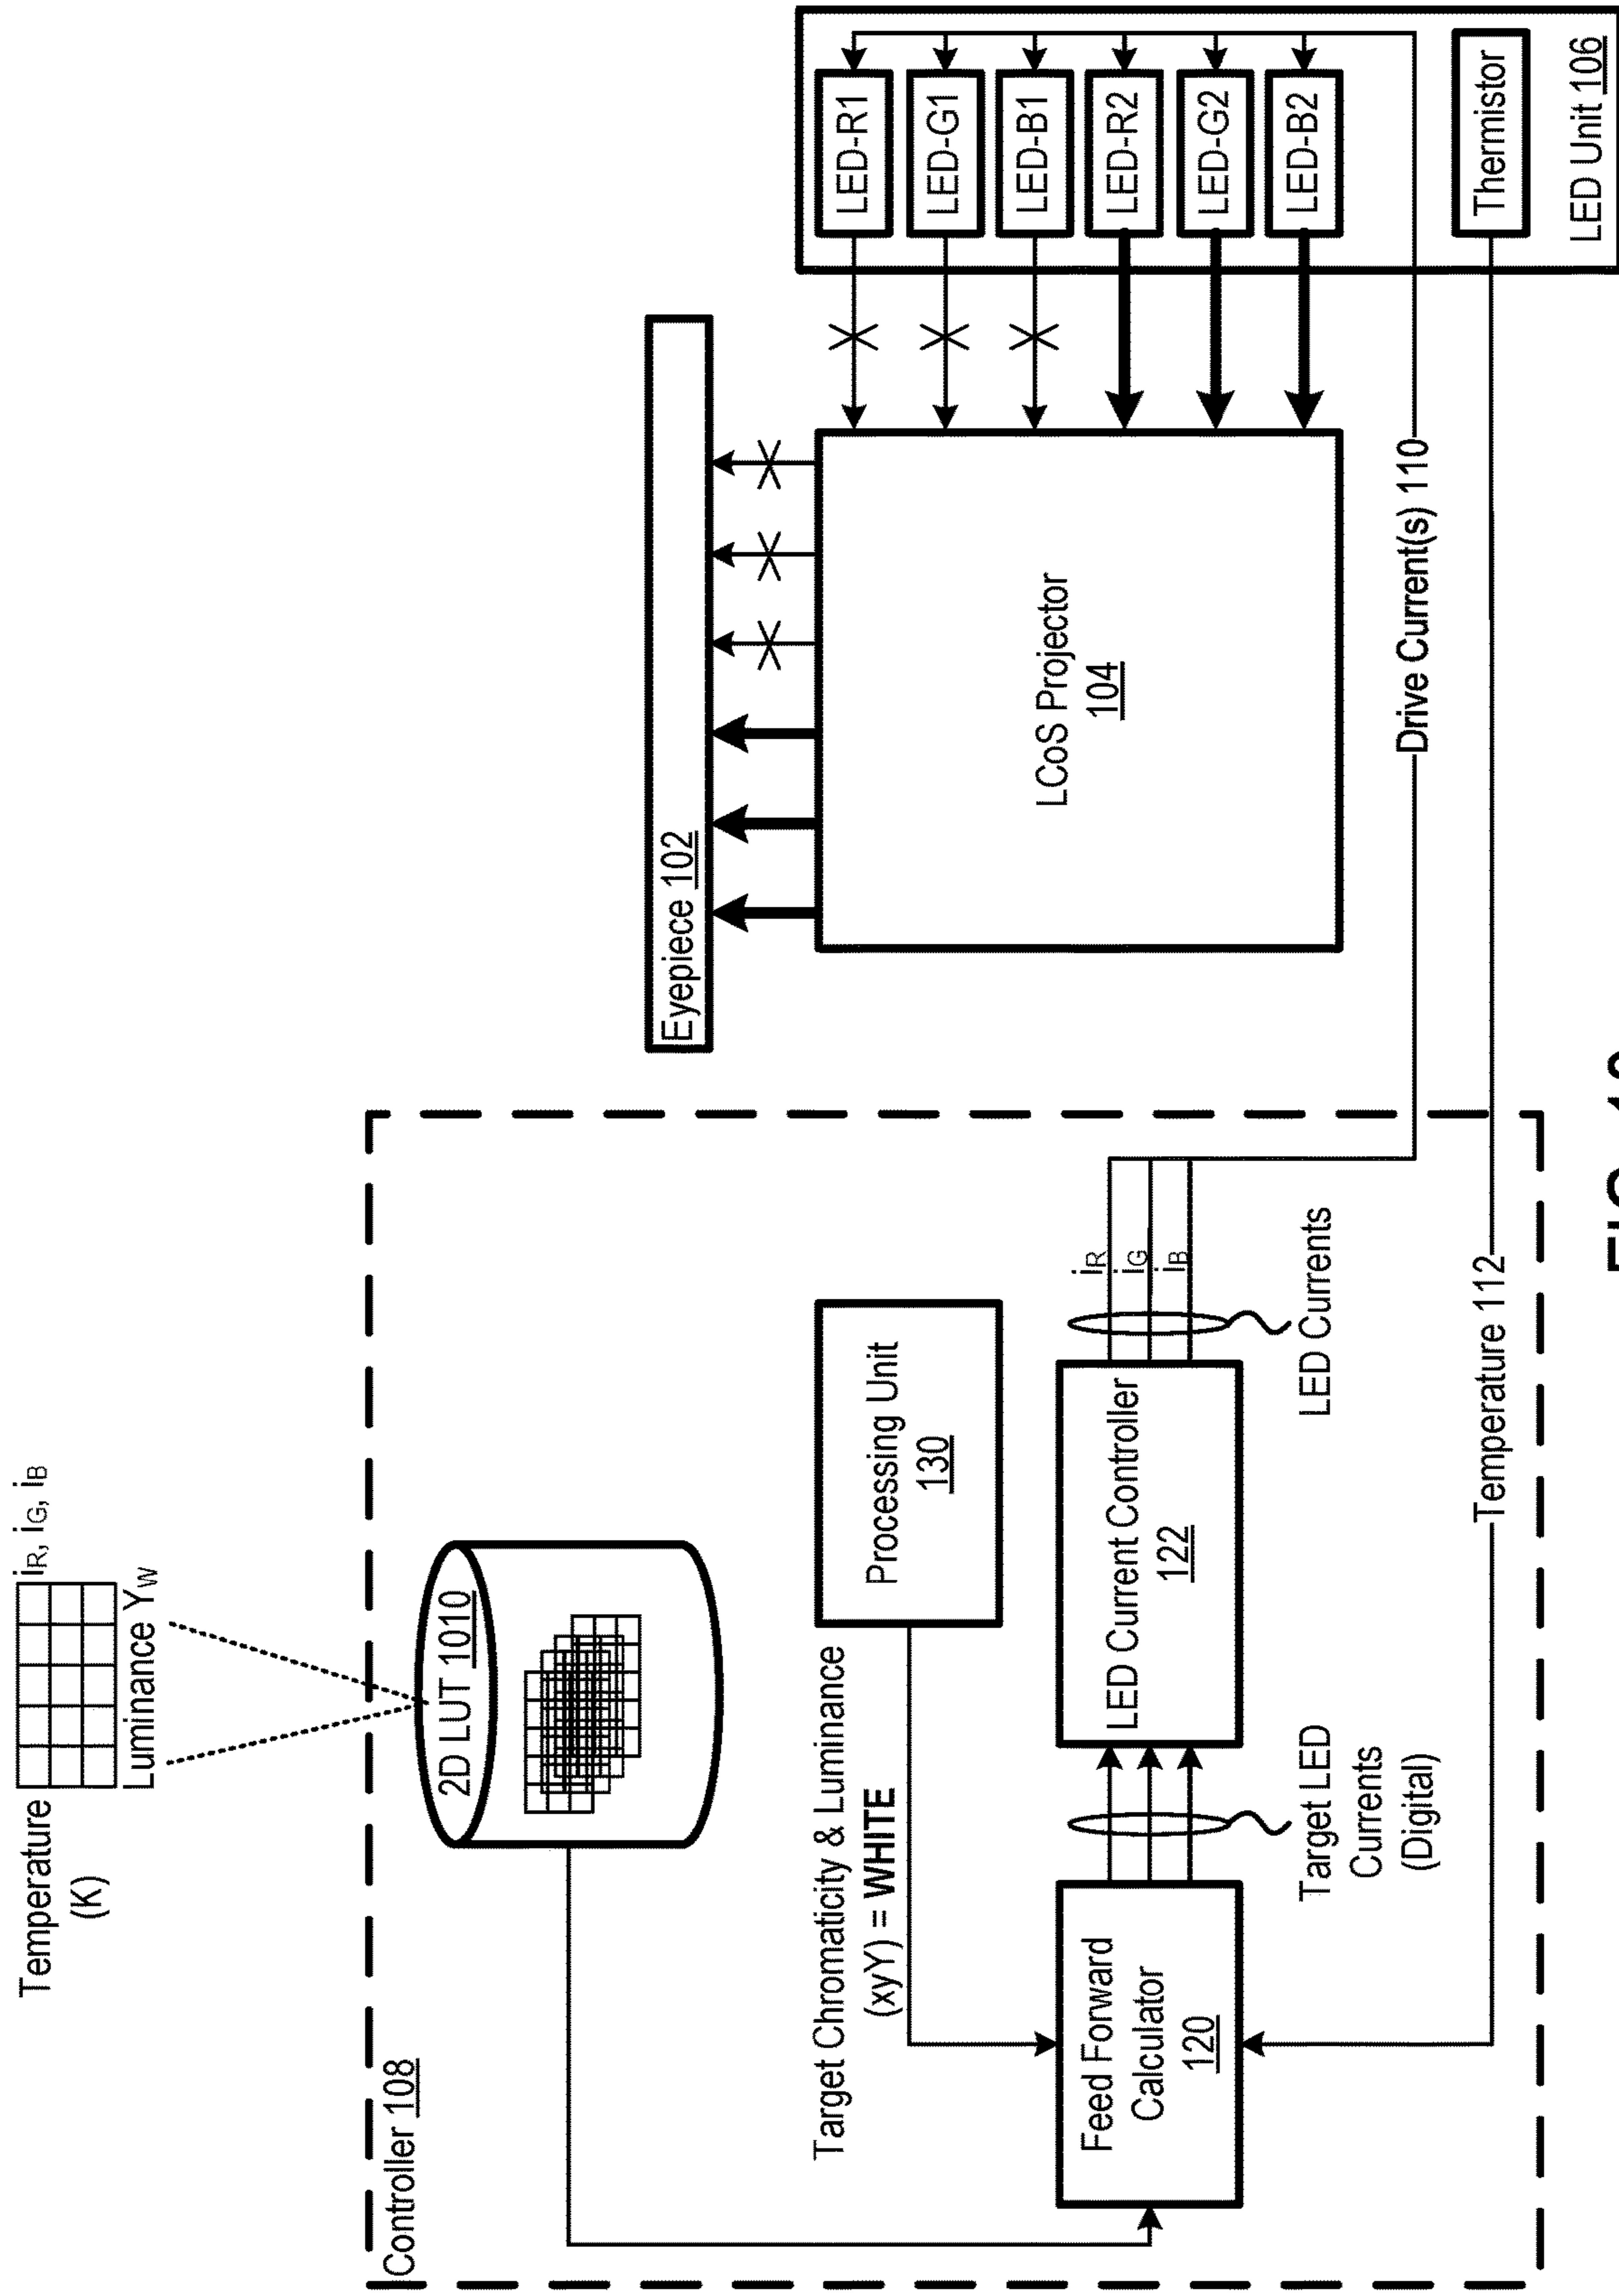 Temperature
(K)
iR, iG, iB
Luminance YW
Controller 108
2D LUT 1010
Target Chromaticity & Luminance
(xyY) = WHITE
Processing Unit
130
Feed Forward
Calculator
120
Target LED
Currents
(Digital)
LED Current Controller
122
iR
iG
iB
LED Currents
Temperature 112
Drive Current(s) 110
Eyepiece 102
LCoS Projector
104
LED-R1
LED-G1
LED-B1
LED-R2
LED-G2
LED-B2
Thermistor
LED Unit 106